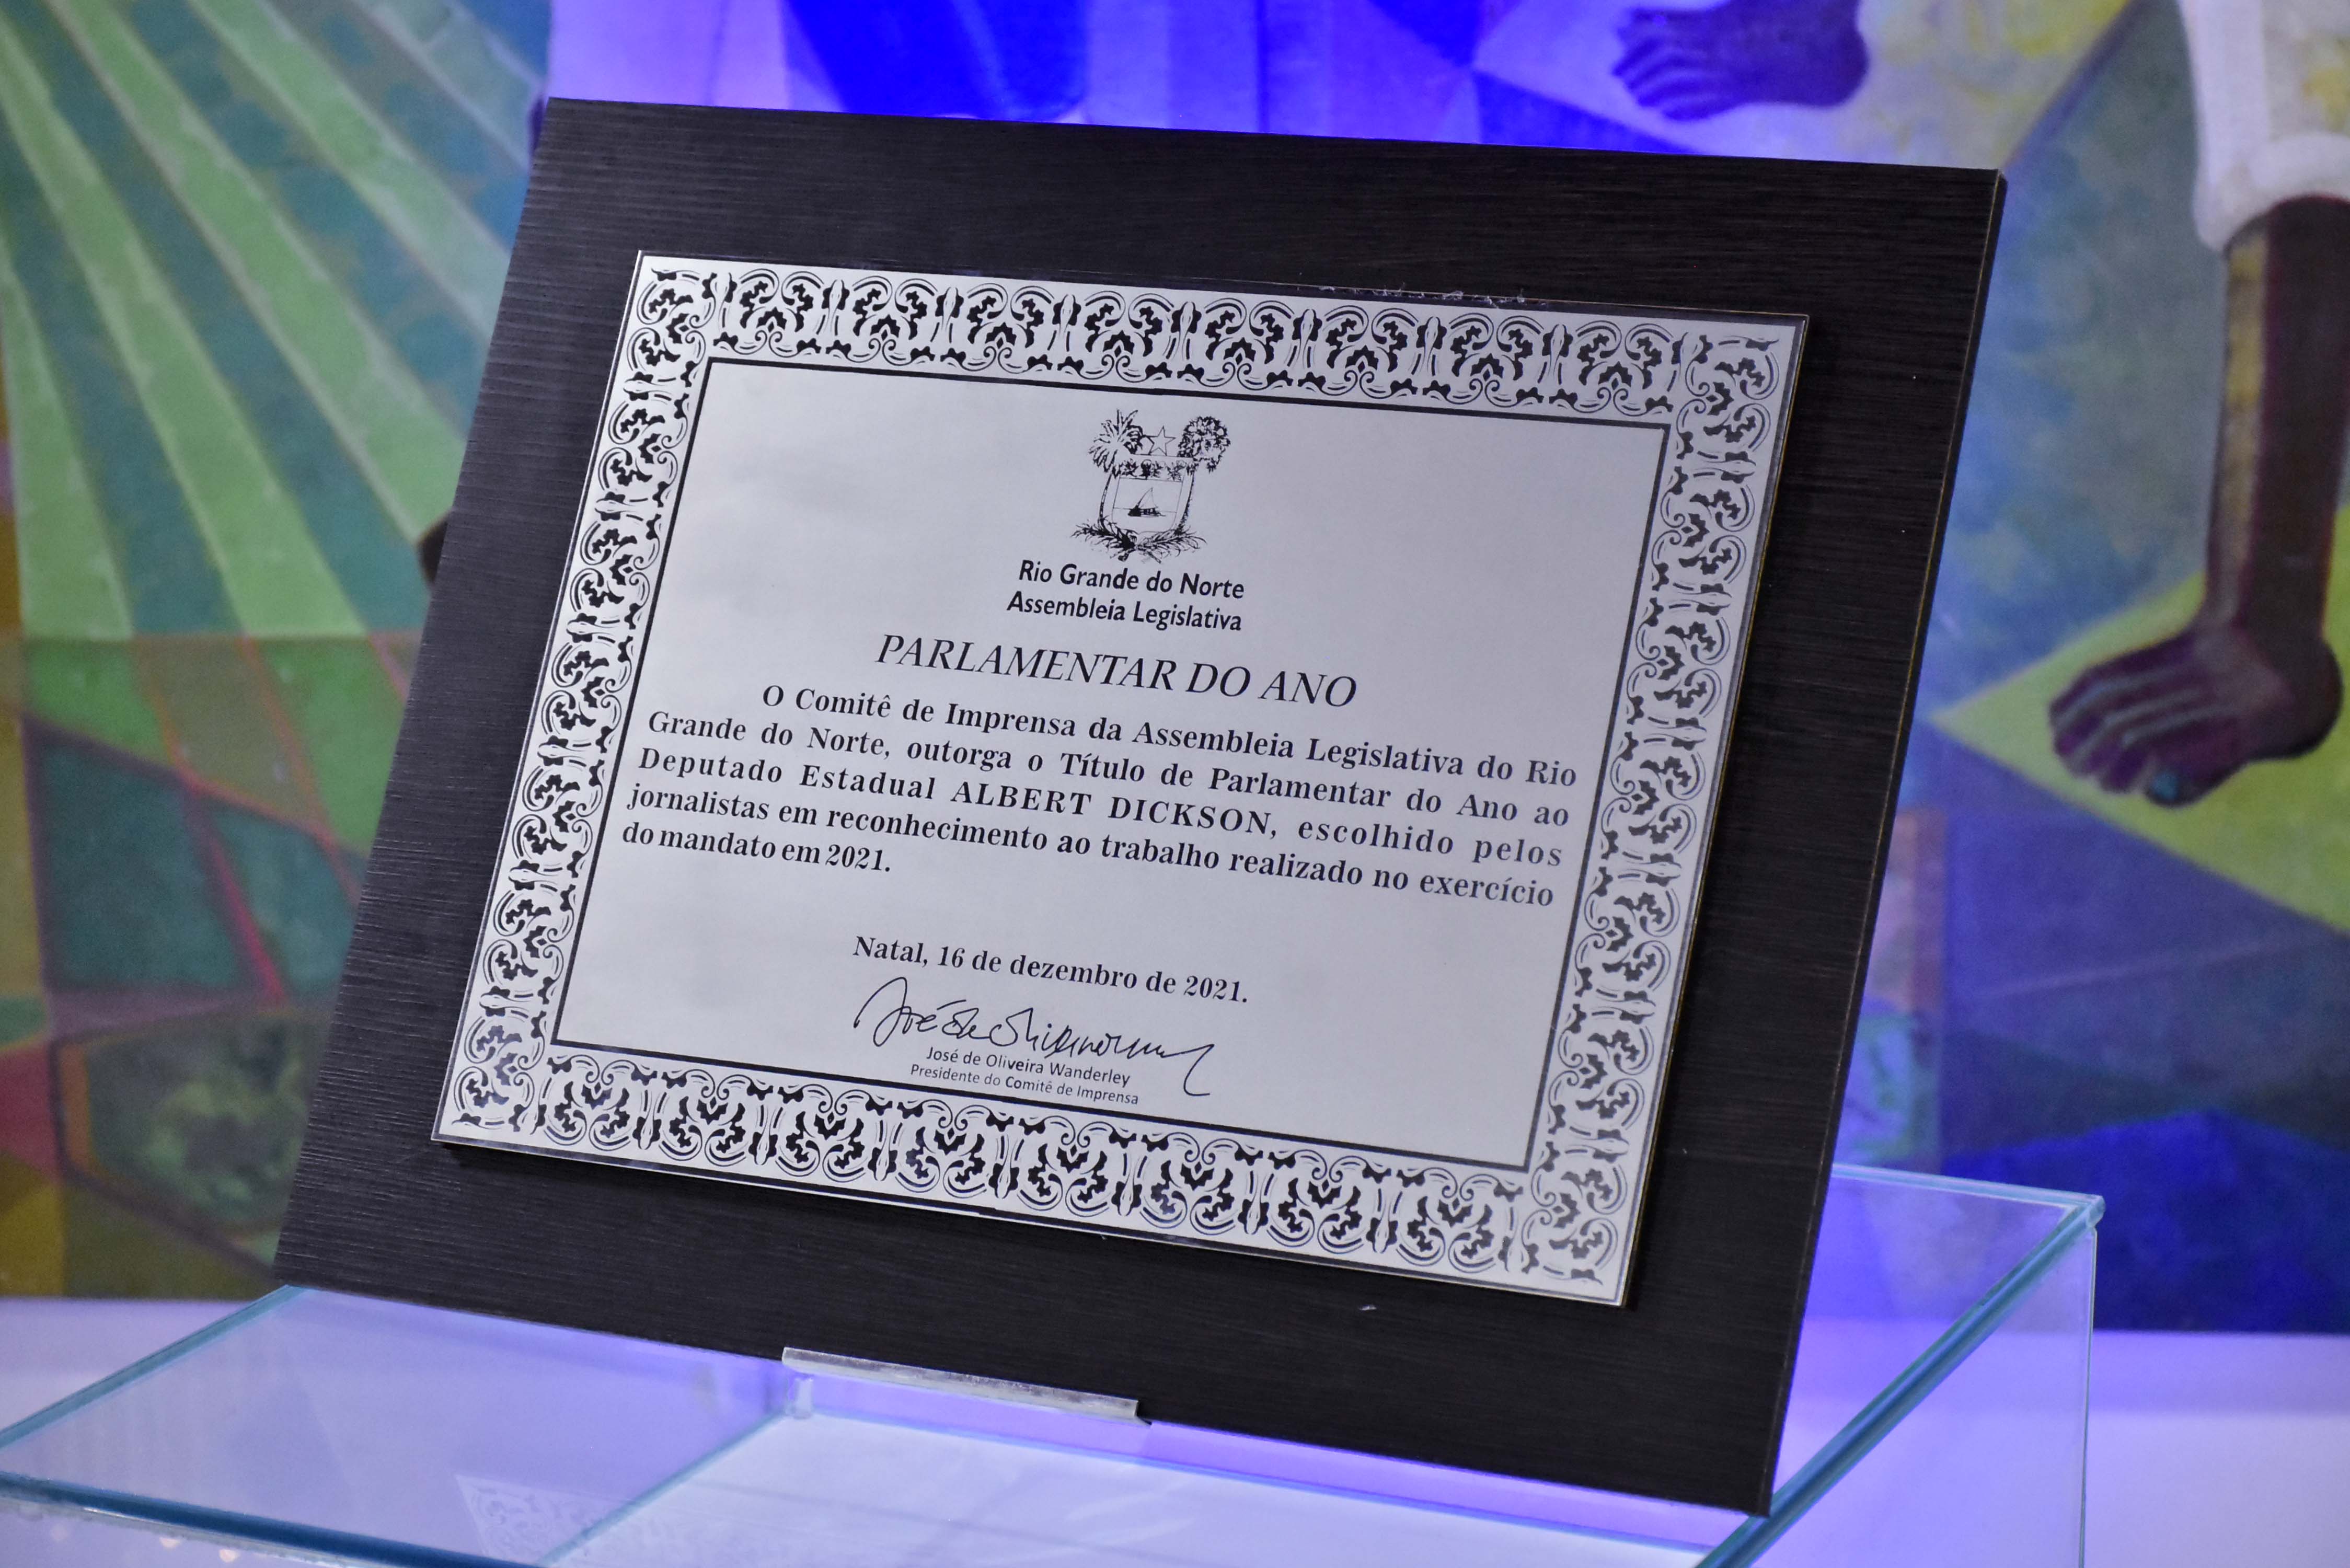 Rio Grande do Norte
Assembleia Legislativa
PARLAMENTAR DO ANO
O Comitê de Imprensa da Assembleia Legislativa do Rio
Grande do Norte, outorga o Título de Parlamentar do Ano ao
Deputado Estadual ALBERT DICKSON, escolhido pelos
jornalistas em reconhecimento ao trabalho realizado no exercício
do mandato em 2021.
Natal, 16 de dezembro de 2021.
José de Oliveira Wanderley
Presidente do Comitê de Imprensa